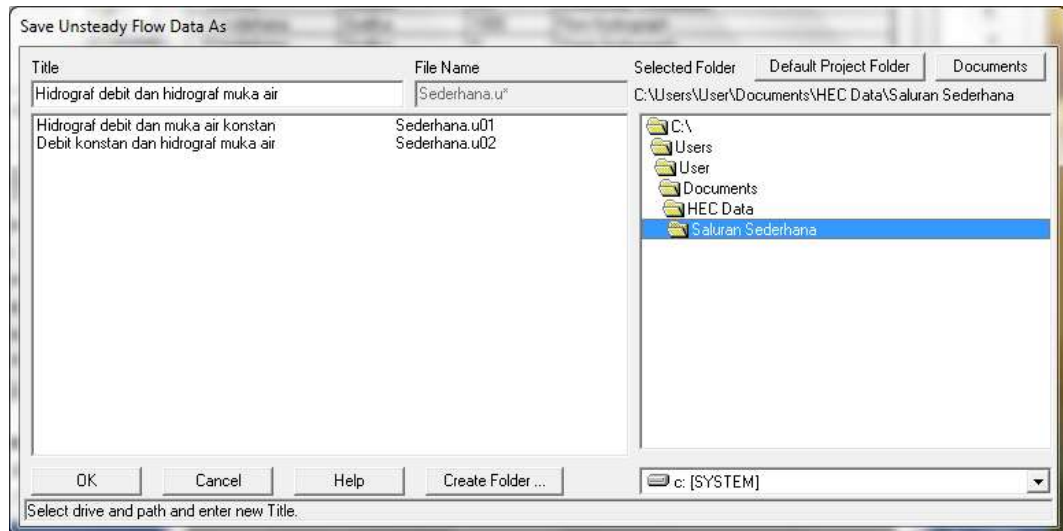 Save Unsteady Flow Data As
Title File Name Selected Folder Default Project Folder Documents
Hidrograf debit dan hidrograf muka air Sederhana.u* C:\Users\User\Documents\HEC Data\Saluran Sederhana
Hidrograf debit dan muka air konstan Sederhana.u01
Debit konstan dan hidrograf muka air Sederhana.u02
C:\
Users
User
Documents
HEC Data
Saluran Sederhana
OK Cancel Help Create Folder ... c: [SYSTEM]
Select drive and path and enter new Title.